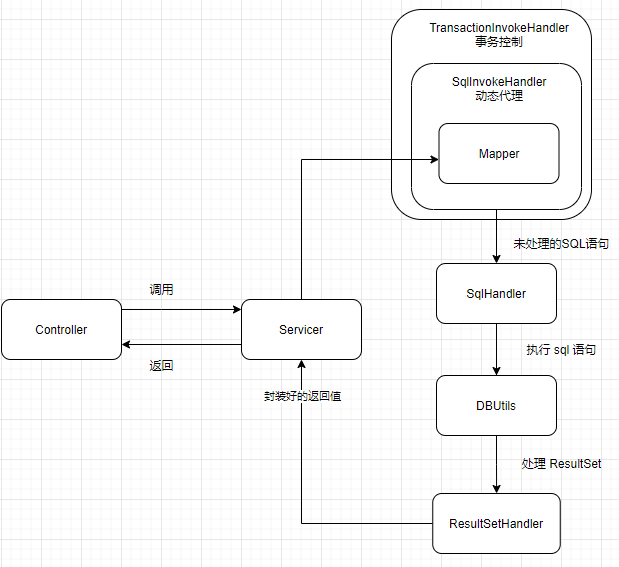 TransactionInvokeHandler
事务控制
SqlInvokeHandler
动态代理
Mapper
未处理的SQL语句
SqlHandler
调用
Controller
Servicer
返回
执行 sql 语句
封装好的返回值
DBUtils
处理 ResultSet
ResultSetHandler